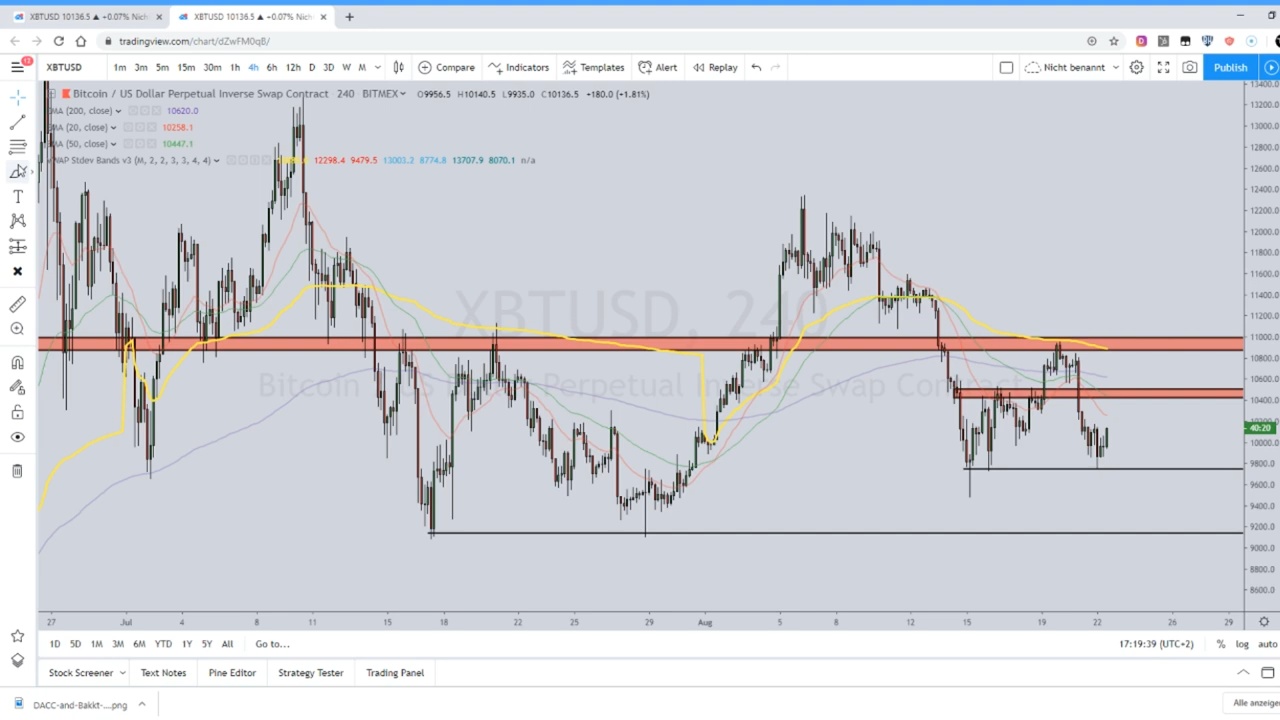 XBTUSD 10136.5 ▲ +0.07% Nich
XBTUSD 10136.5 ▲ +0.07% Nich
tradingview.com/chart/dZwFM0qB/
XBTUSD 1m 3m 5m 15m 30m 1h 4h 6h 12h D 3D W M Compare Indicators Templates Alert Replay Nicht benannt Publish
Bitcoin / US Dollar Perpetual Inverse Swap Contract 240 BITMEX O9956.5 H10140.5 L9935.0 C10136.5 +180.0 (+1.81%)
MA (200, close) 10620.0
MA (20, close) 10258.1
MA (50, close) 10447.1
WAP Stdev Bands v3 (M, 2, 2, 3, 3, 4, 4) 12298.4 9479.5 13003.2 8774.8 13707.9 8070.1 n/a
XBTUSD, 240
Bitcoin / US Dollar Perpetual Inverse Swap Contract
13400.0
13200.0
13000.0
12800.0
12600.0
12400.0
12200.0
12000.0
11800.0
11600.0
11400.0
11200.0
11000.0
10800.0
10600.0
10400.0
40:20
10000.0
9800.0
9600.0
9400.0
9200.0
9000.0
8800.0
8600.0
27 Jul 4 8 11 15 18 22 25 29 Aug 5 8 12 15 19 22 26 29
1D 5D 1M 3M 6M YTD 1Y 5Y All Go to... 17:19:39 (UTC+2) % log auto
Stock Screener Text Notes Pine Editor Strategy Tester Trading Panel
DACC-and-Bakkt-....png Alle anzeigen